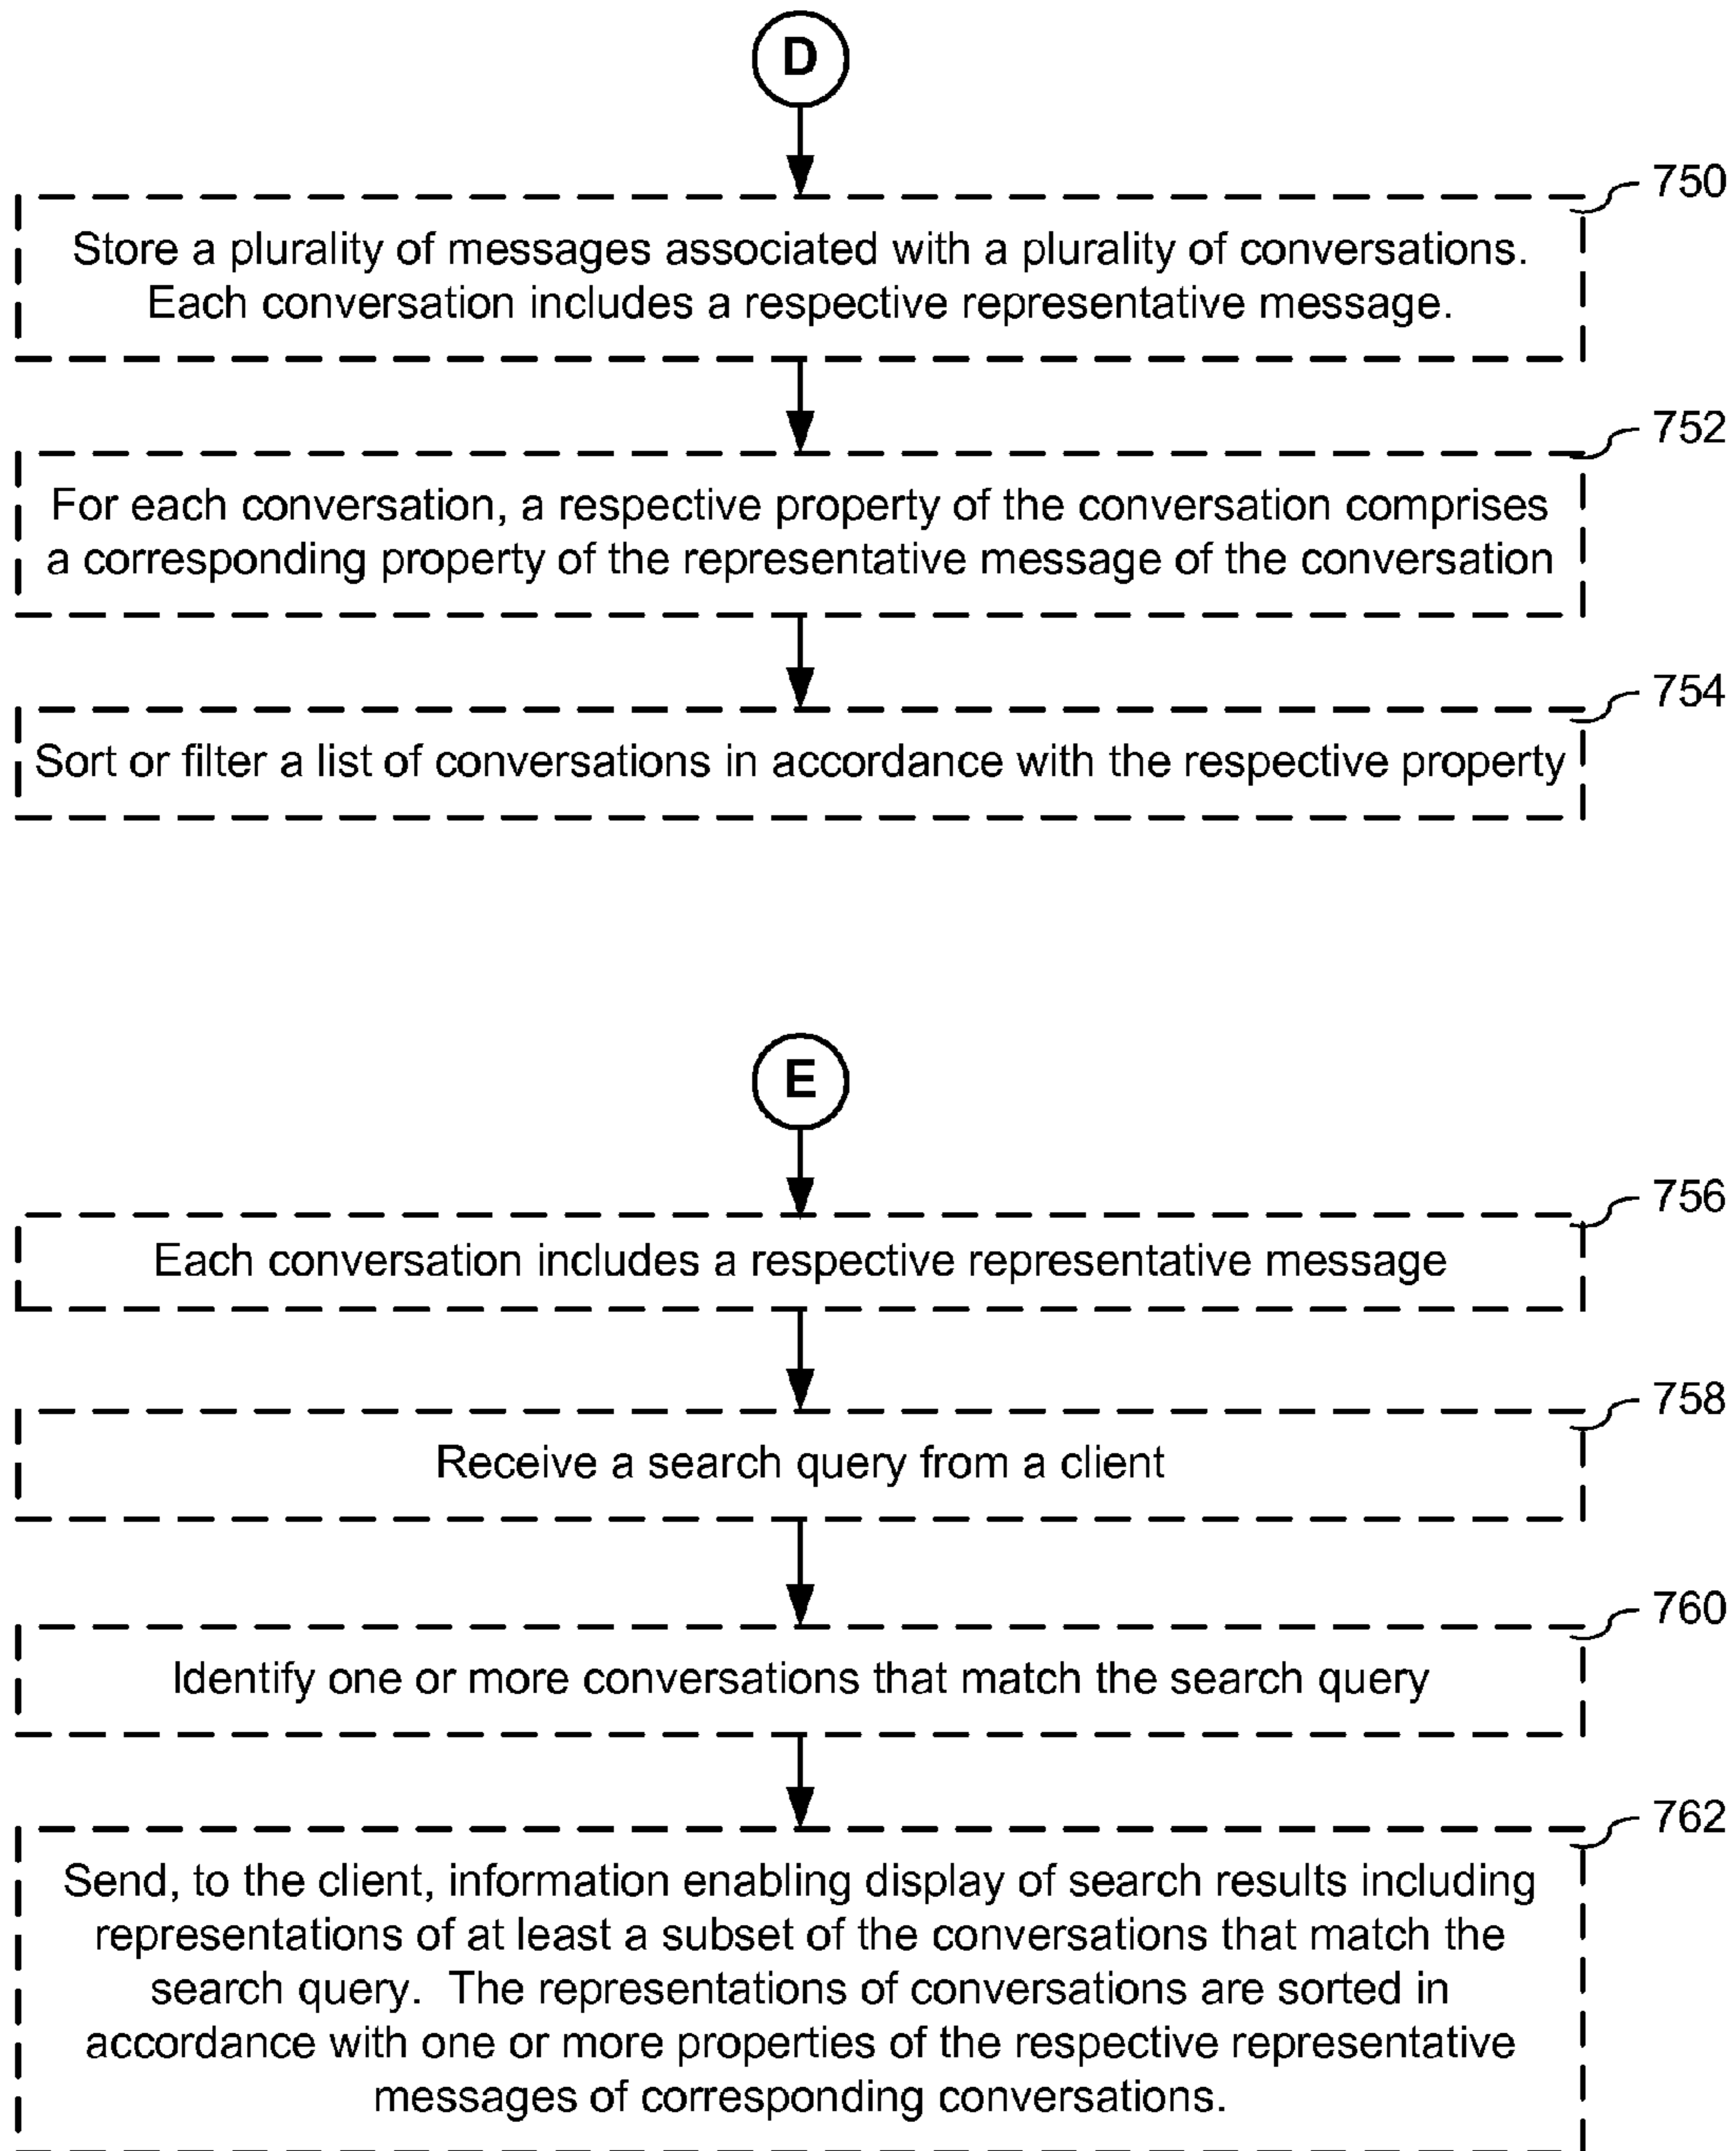 D
750
Store a plurality of messages associated with a plurality of conversations.
Each conversation includes a respective representative message.
752
For each conversation, a respective property of the conversation comprises
a corresponding property of the representative message of the conversation
754
Sort or filter a list of conversations in accordance with the respective property
E
756
Each conversation includes a respective representative message
758
Receive a search query from a client
760
Identify one or more conversations that match the search query
762
Send, to the client, information enabling display of search results including
representations of at least a subset of the conversations that match the
search query.  The representations of conversations are sorted in
accordance with one or more properties of the respective representative
messages of corresponding conversations.